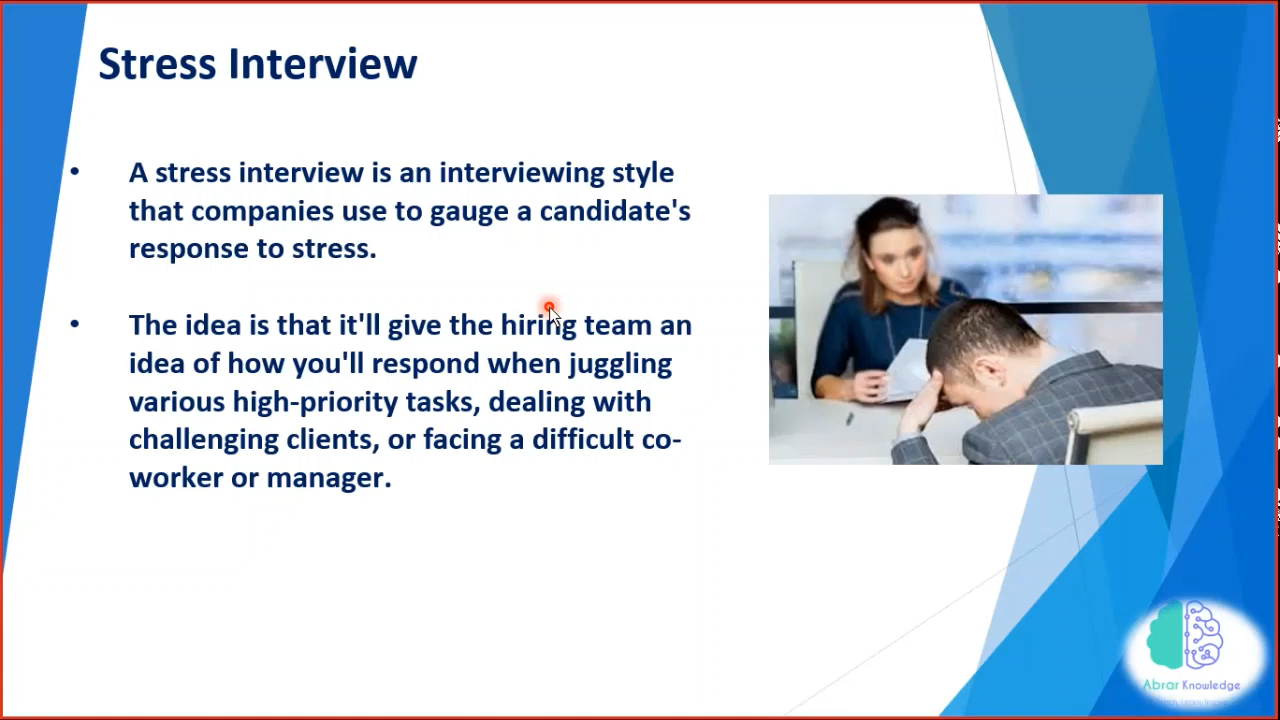 Stress Interview
• A stress interview is an interviewing style
that companies use to gauge a candidate's
response to stress.
• The idea is that it'll give the hiring team an
idea of how you'll respond when juggling
various high-priority tasks, dealing with
challenging clients, or facing a difficult co-
worker or manager.
Abrar Knowledge